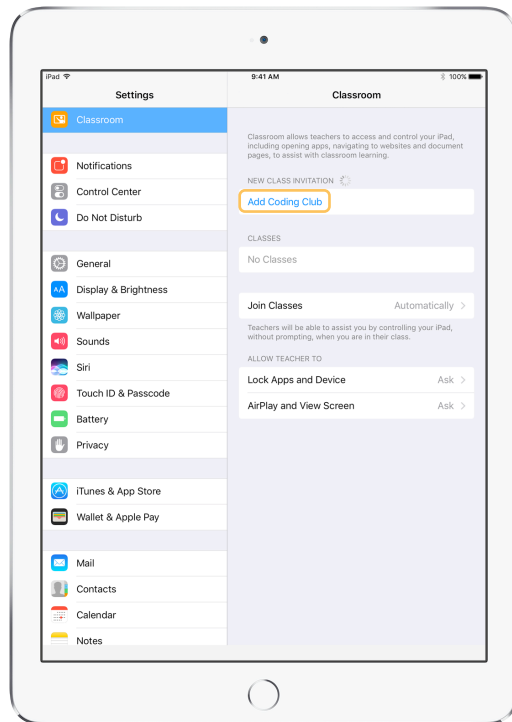 iPad
9:41 AM
100%
Settings
Classroom
Classroom
Notifications
Control Center
Do Not Disturb
General
AA
Display & Brightness
Wallpaper
Sounds
Siri
Touch ID & Passcode
Battery
Privacy
iTunes & App Store
Wallet & Apple Pay
Mail
Contacts
Calendar
Notes
Classroom allows teachers to access and control your iPad,
including opening apps, navigating to websites and document
pages, to assist with classroom learning.
NEW CLASS INVITATION
Add Coding Club
CLASSES
No Classes
Join Classes Automatically
Teachers will be able to assist you by controlling your iPad,
without prompting, when you are in their class.
ALLOW TEACHER TO
Lock Apps and Device Ask
AirPlay and View Screen Ask